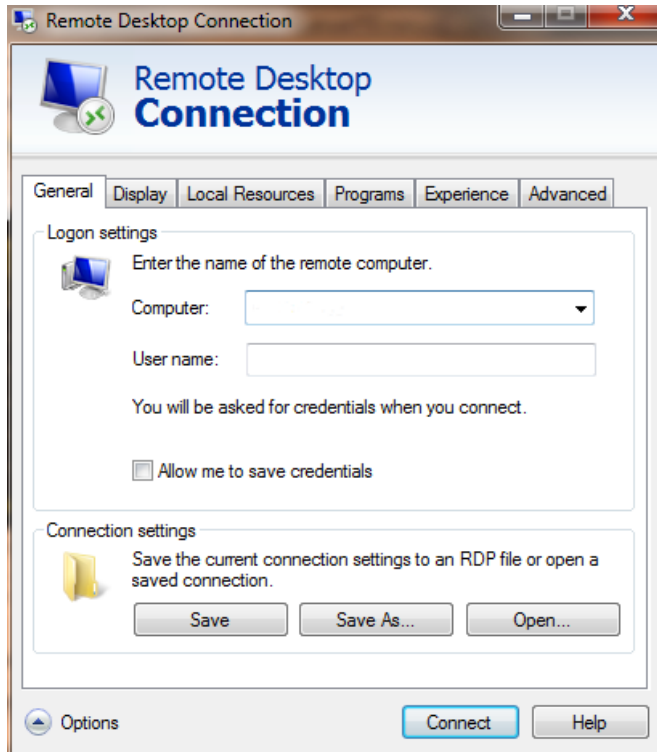 Remote Desktop Connection
Remote Desktop
Connection
General Display Local Resources Programs Experience Advanced
Logon settings
Enter the name of the remote computer.
Computer:
User name:
You will be asked for credentials when you connect.
Allow me to save credentials
Connection settings
Save the current connection settings to an RDP file or open a
saved connection.
Save Save As... Open...
Options Connect Help